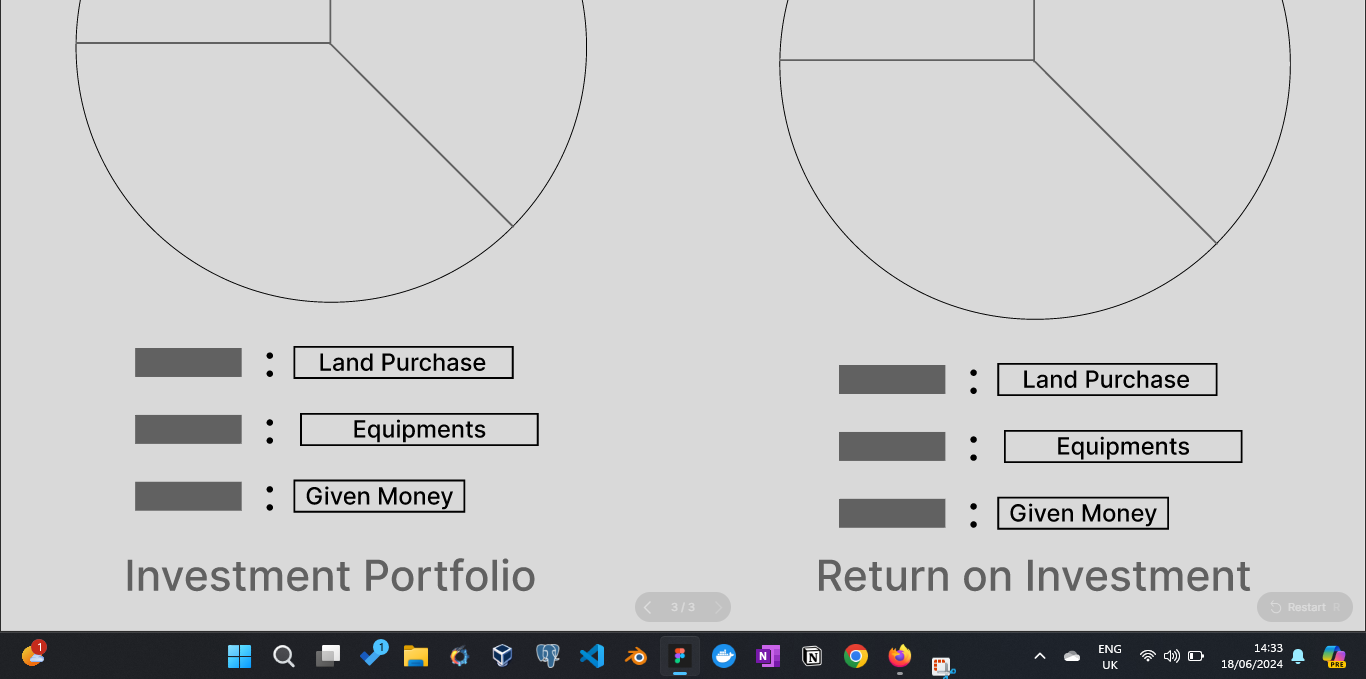 Land Purchase
Equipments
Given Money
Investment Portfolio
Land Purchase
Equipments
Given Money
Return on Investment
3 / 3
Restart R
1
1
N
N
ENG
UK
14:33
18/06/2024
PRE